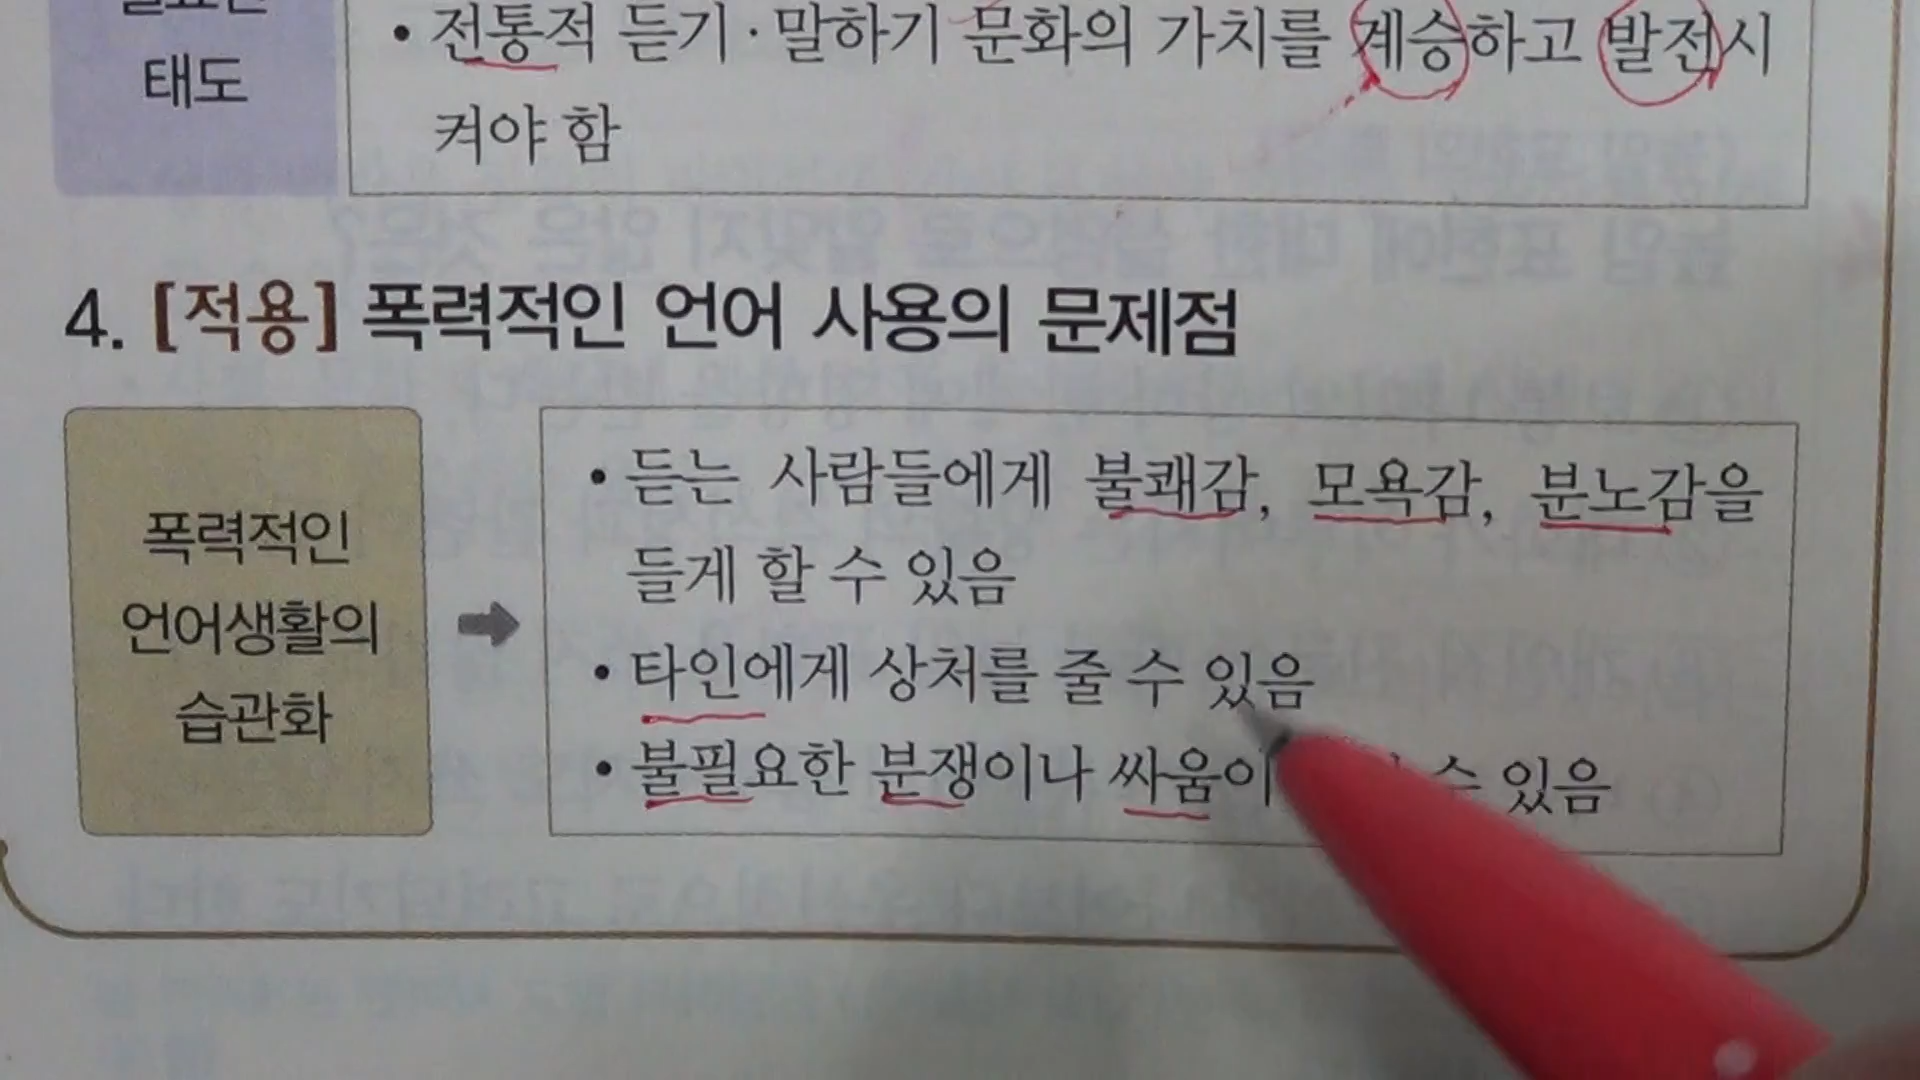 태도
• 전통적 듣기·말하기 문화의 가치를 계승하고 발전시
켜야 함
4. [적용] 폭력적인 언어 사용의 문제점
폭력적인
언어생활의
습관화
• 듣는 사람들에게 불쾌감, 모욕감, 분노감을
들게 할 수 있음
• 타인에게 상처를 줄 수 있음
• 불필요한 분쟁이나 싸움이 수 있음